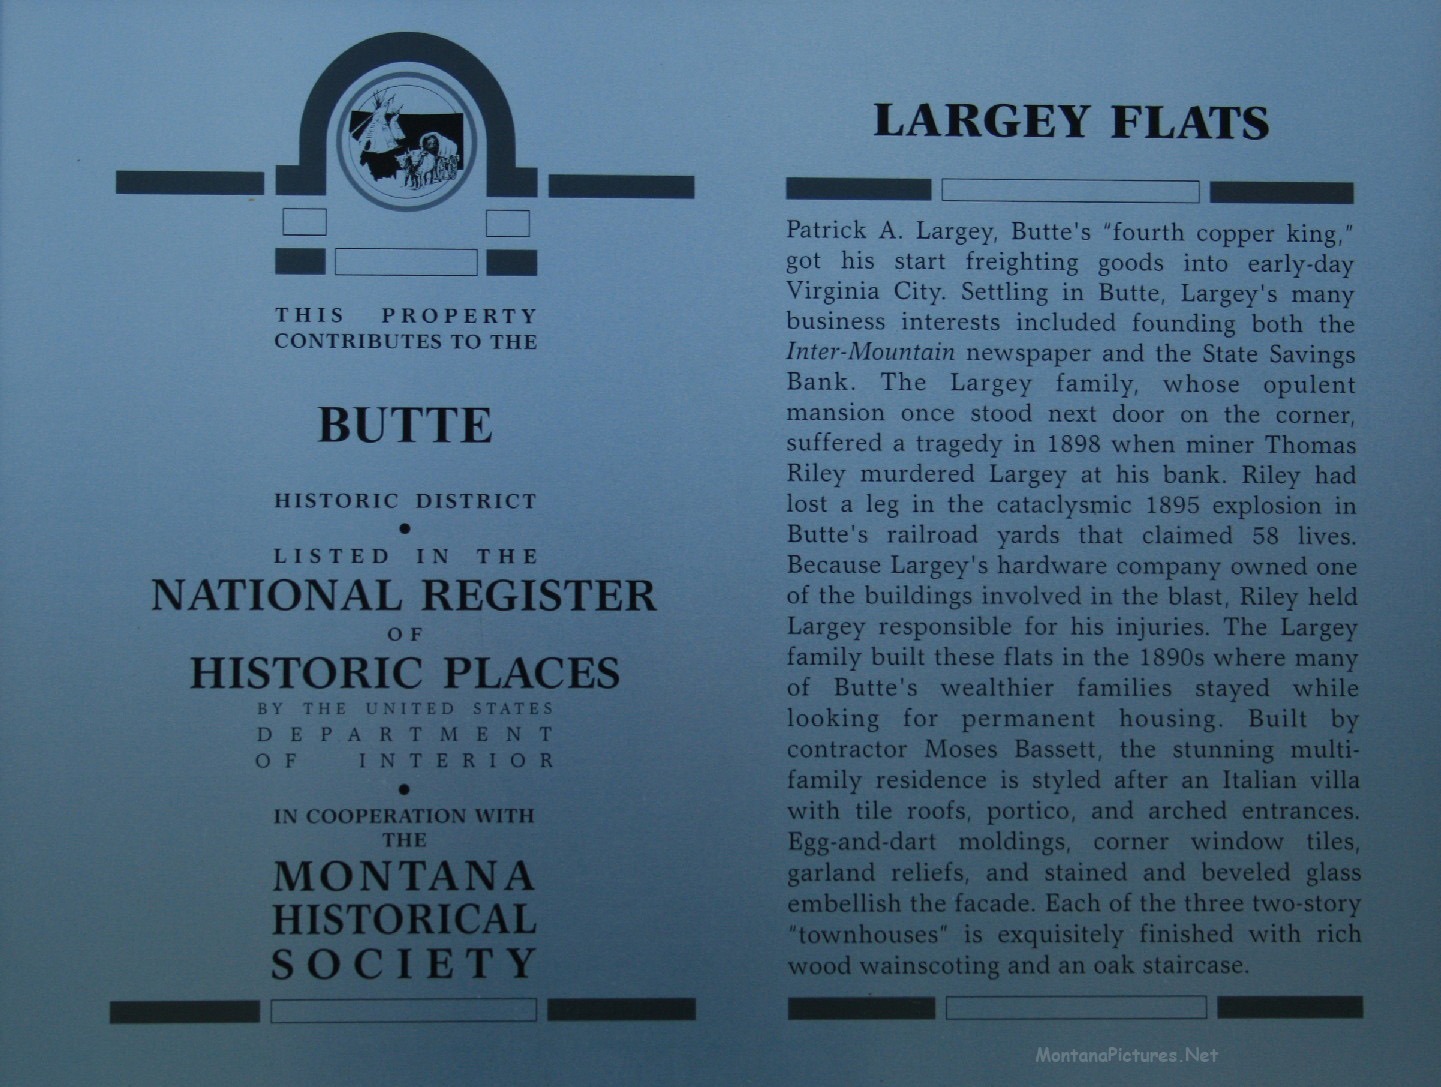 THIS PROPERTY
CONTRIBUTES TO THE
BUTTE
HISTORIC DISTRICT
LISTED IN THE
NATIONAL REGISTER
OF
HISTORIC PLACES
BY THE UNITED STATES
DEPARTMENT
OF INTERIOR
IN COOPERATION WITH
THE
MONTANA
HISTORICAL
SOCIETY
LARGEY FLATS
Patrick A. Largey, Butte's "fourth copper king,"
got his start freighting goods into early-day
Virginia City. Settling in Butte, Largey's many
business interests included founding both the
Inter-Mountain newspaper and the State Savings
Bank. The Largey family, whose opulent
mansion once stood next door on the corner,
suffered a tragedy in 1898 when miner Thomas
Riley murdered Largey at his bank. Riley had
lost a leg in the cataclysmic 1895 explosion in
Butte's railroad yards that claimed 58 lives.
Because Largey's hardware company owned one
of the buildings involved in the blast, Riley held
Largey responsible for his injuries. The Largey
family built these flats in the 1890s where many
of Butte's wealthier families stayed while
looking for permanent housing. Built by
contractor Moses Bassett, the stunning multi-
family residence is styled after an Italian villa
with tile roofs, portico, and arched entrances.
Egg-and-dart moldings, corner window tiles,
garland reliefs, and stained and beveled glass
embellish the facade. Each of the three two-story
"townhouses" is exquisitely finished with rich
wood wainscoting and an oak staircase.
MontanaPictures.Net